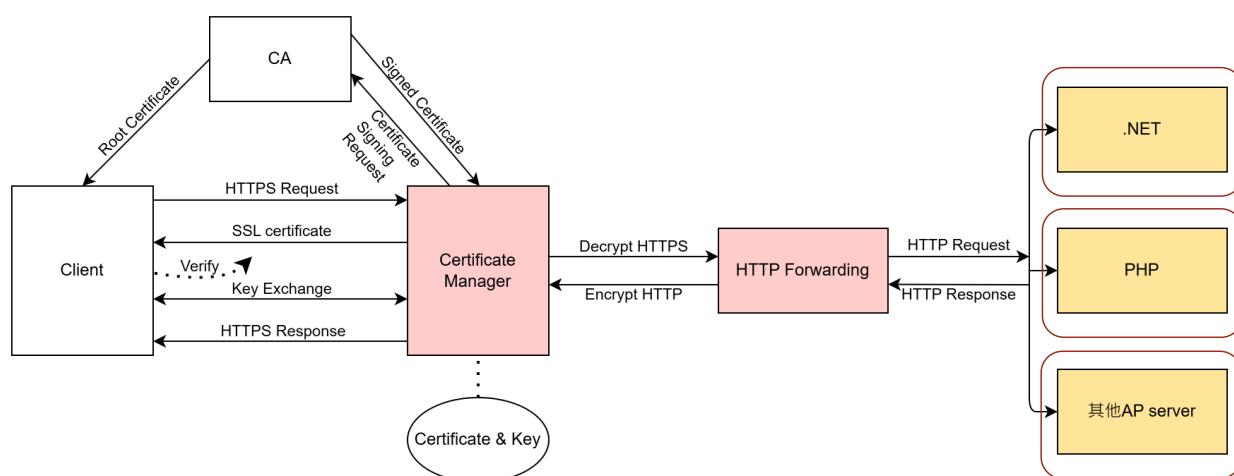 CA
Root Certificate
Signed Certificate
Certificate
Signing
Request
Client
HTTPS Request
SSL certificate
Verify
Key Exchange
HTTPS Response
Certificate
Manager
Certificate & Key
Decrypt HTTPS
Encrypt HTTP
HTTP Forwarding
HTTP Request
HTTP Response
.NET
PHP
其他AP server